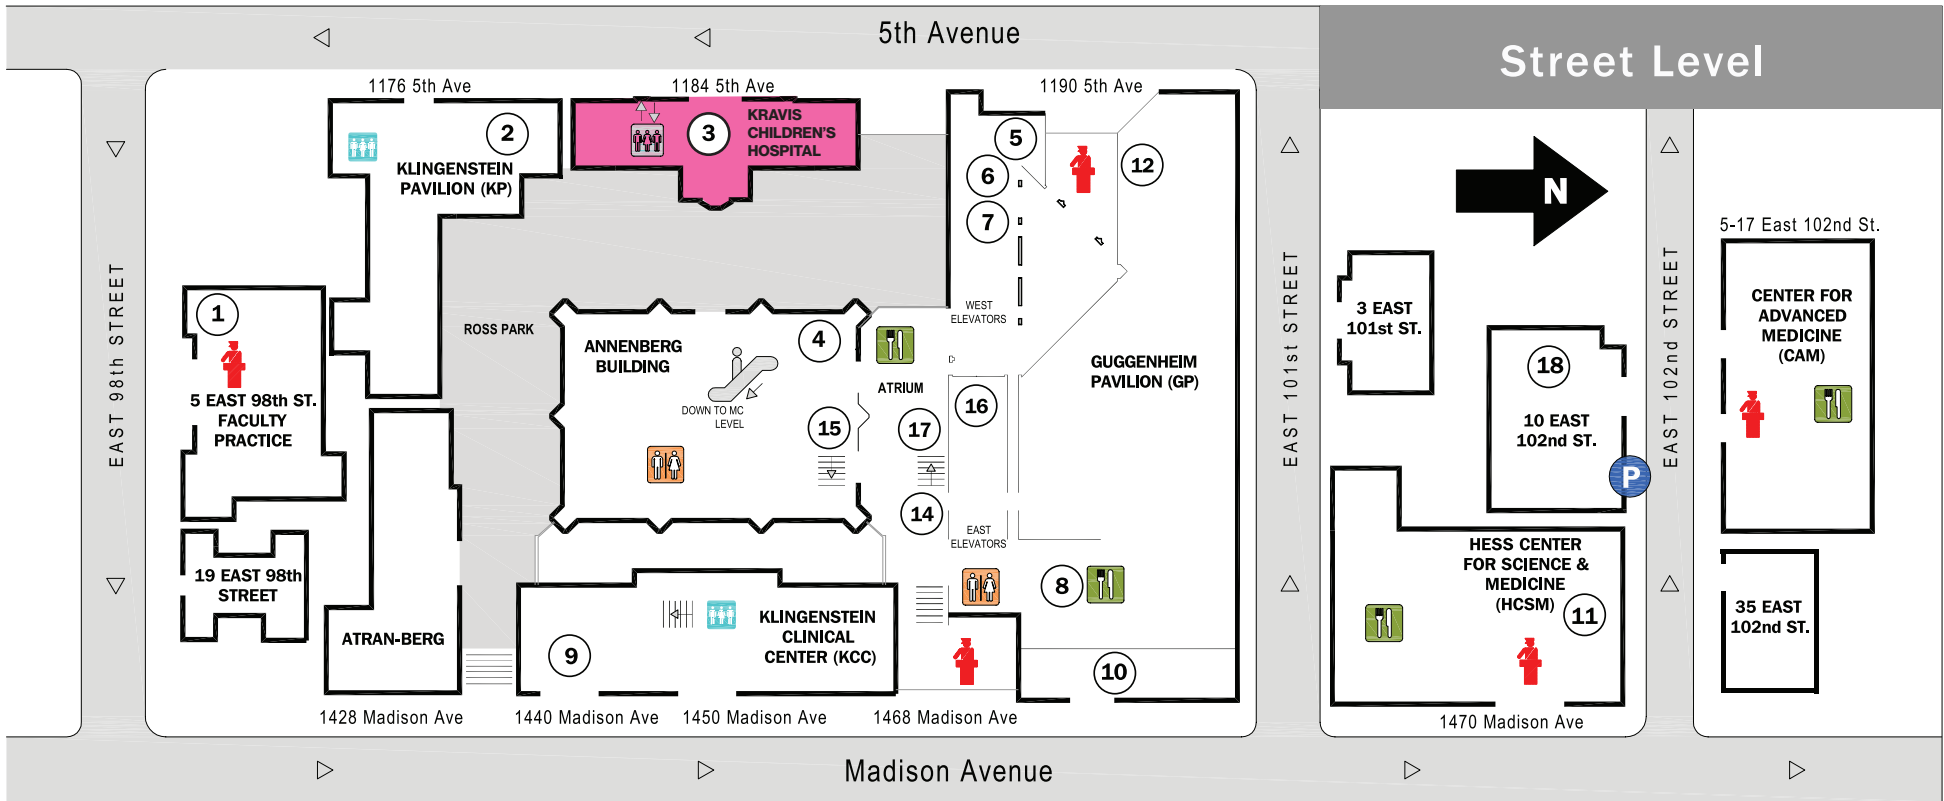 5th Avenue
Street Level
1176 5th Ave
1184 5th Ave
1190 5th Ave
2
3
KRAVIS
CHILDREN'S
HOSPITAL
5
12
KLINGENSTEIN
PAVILION (KP)
6
7
N
5-17 East 102nd St.
EAST 98th STREET
1
5 EAST 98th ST.
FACULTY
PRACTICE
ROSS PARK
ANNENBERG
BUILDING
4
DOWN TO MC
LEVEL
15
WEST
ELEVATORS
ATRIUM
16
17
14
EAST
ELEVATORS
GUGGENHEIM
PAVILION (GP)
EAST 101st STREET
3 EAST
101st ST.
18
10 EAST
102nd ST.
P
EAST 102nd STREET
CENTER FOR
ADVANCED
MEDICINE
(CAM)
19 EAST 98th
STREET
ATRAN-BERG
9
KLINGENSTEIN
CLINICAL
CENTER (KCC)
8
10
HESS CENTER
FOR SCIENCE &
MEDICINE
(HCSM)
11
35 EAST
102nd ST.
1428 Madison Ave
1440 Madison Ave
1450 Madison Ave
1468 Madison Ave
1470 Madison Ave
Madison Avenue